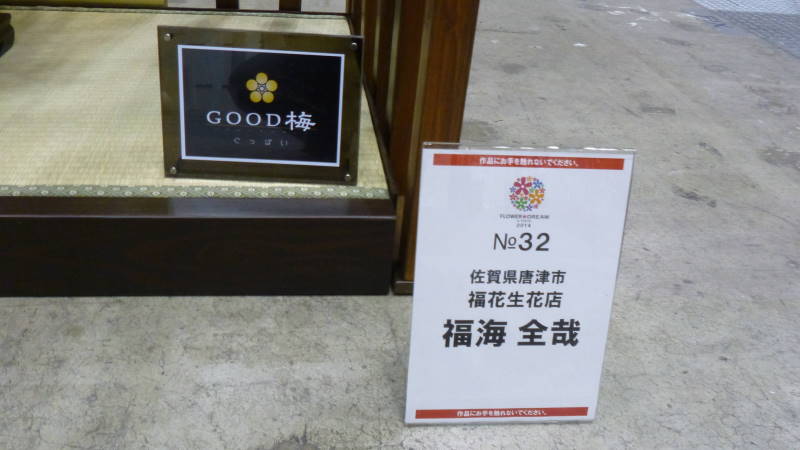 GOOD梅
ぐっばい
作品にお手を触れないでください。
FLOWER DREAM
2014
№32
佐賀県唐津市
福花生花店
福海 全哉
作品にお手を触れないでください。